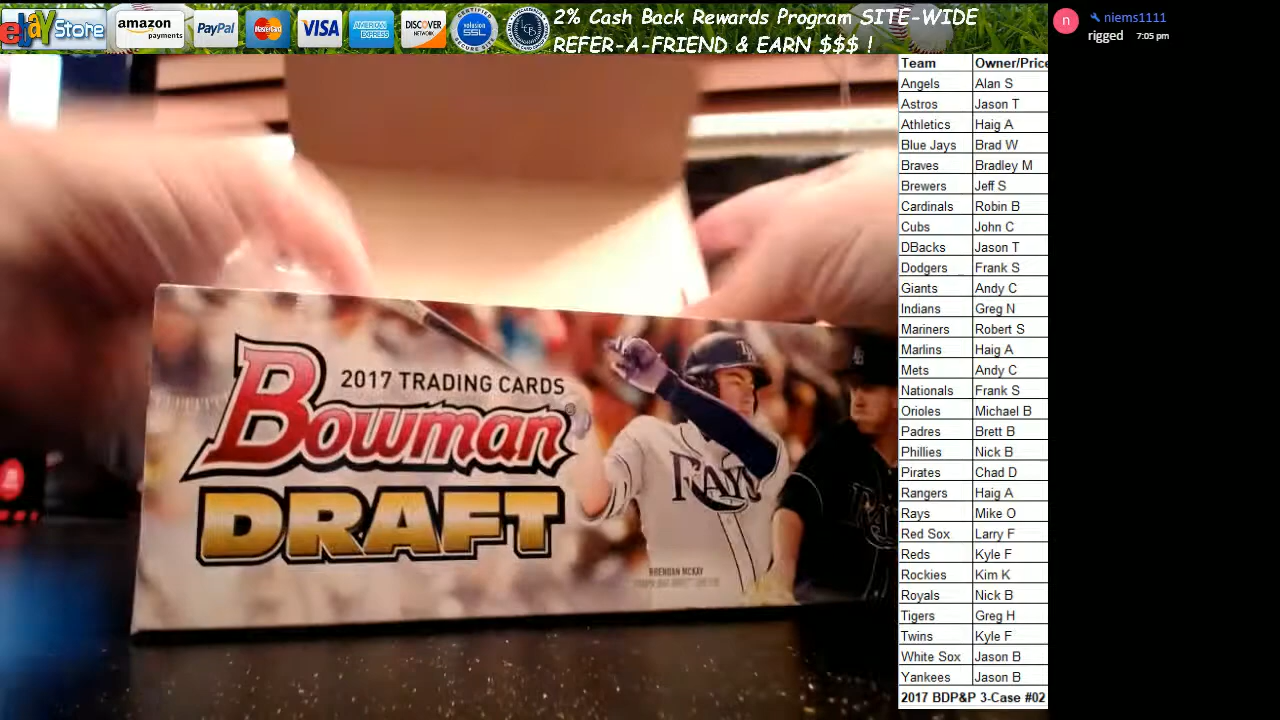 ebay Store
amazon
payments
PayPal
MasterCard
VISA
AMERICAN
EXPRESS
DISCOVER
NETWORK
CERTIFIED
volusion
SSL
2% Cash Back Rewards Program SITE-WIDE
REFER-A-FRIEND & EARN $$$ !
niems1111
rigged 7:05 pm
Team Owner/Price
Angels Alan S
Astros Jason T
Athletics Haig A
Blue Jays Brad W
Braves Bradley M
Brewers Jeff S
Cardinals Robin B
Cubs John C
DBacks Jason T
Dodgers Frank S
Giants Andy C
Indians Greg N
Mariners Robert S
Marlins Haig A
Mets Andy C
Nationals Frank S
Orioles Michael B
Padres Brett B
Phillies Nick B
Pirates Chad D
Rangers Haig A
Rays Mike O
Red Sox Larry F
Reds Kyle F
Rockies Kim K
Royals Nick B
Tigers Greg H
Twins Kyle F
White Sox Jason B
Yankees Jason B
2017 BDP&P 3-Case #02
2017 TRADING CARDS
Bowman®
DRAFT
RAYS
BRENDAN MCKAY